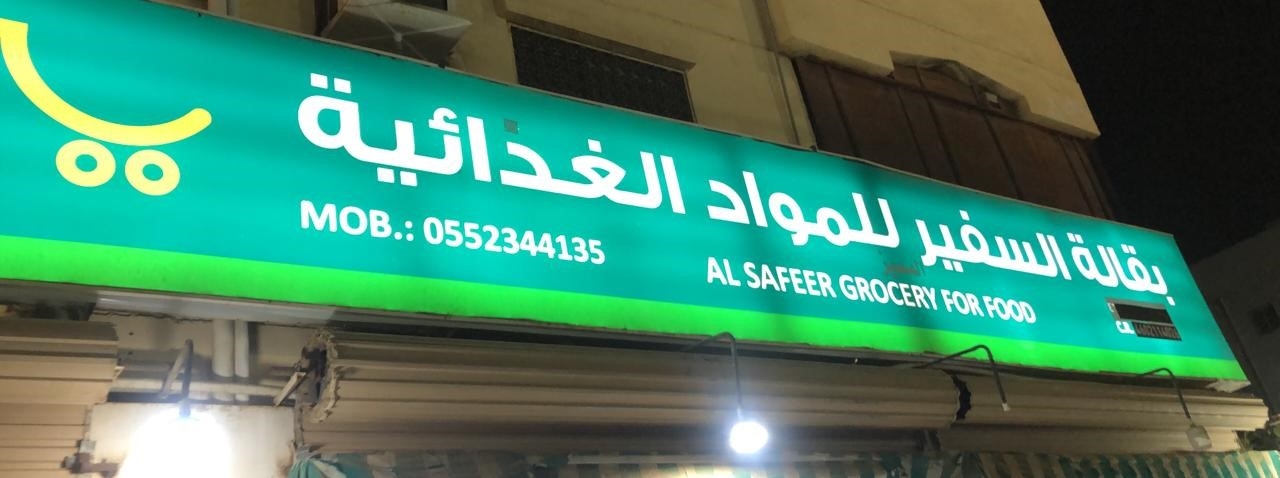 بقالة السفير للمواد الغذائية
AL SAFEER GROCERY FOR FOOD
MOB.: 0552344135